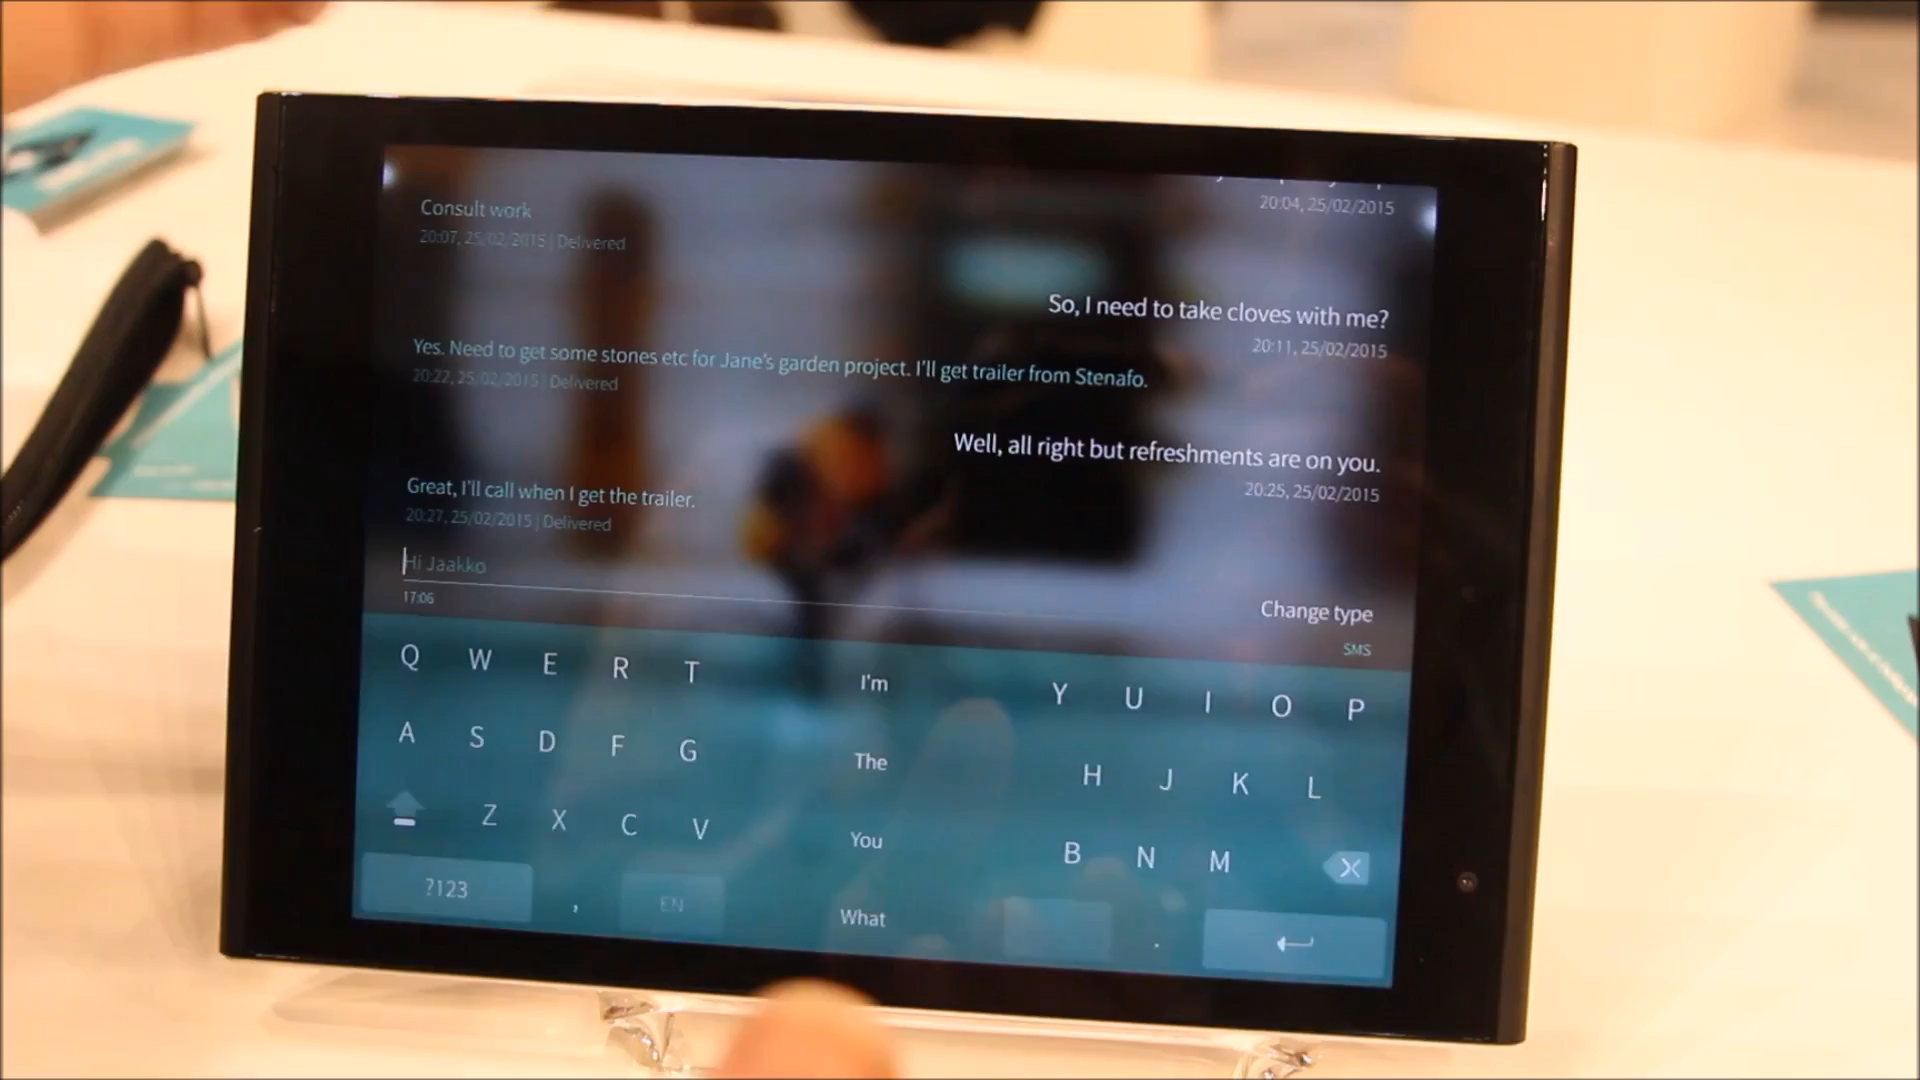 20:04, 25/02/2015
Consult work
20:07, 25/02/2015 | Delivered
So, I need to take cloves with me?
20:11, 25/02/2015
Yes. Need to get some stones etc for Jane's garden project. I'll get trailer from Stenafo.
20:22, 25/02/2015 | Delivered
Well, all right but refreshments are on you.
20:25, 25/02/2015
Great, I'll call when I get the trailer.
20:27, 25/02/2015 | Delivered
Hi Jaakko
17:06
Change type
SMS
Q W E R T I'm Y U I O P
A S D F G The H J K L
Z X C V You B N M
?123 , EN What .